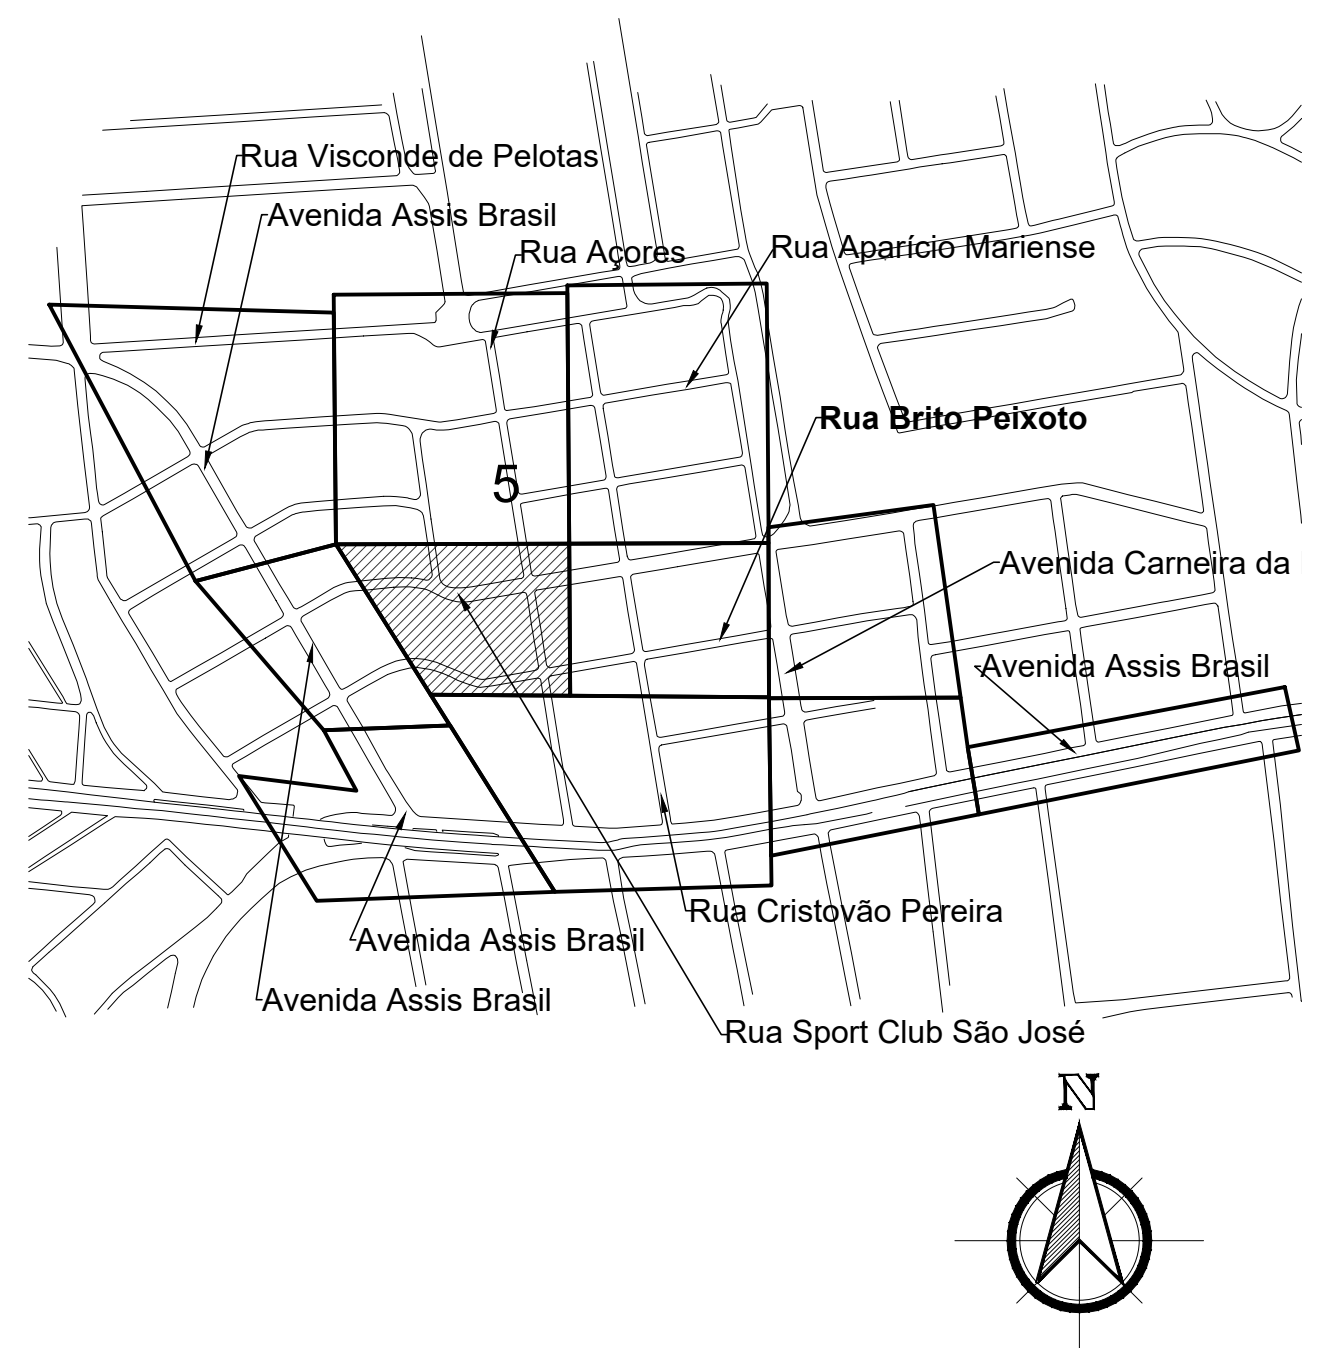 Rua Visconde de Pelotas
Avenida Assis Brasil
Rua Açores
Rua Aparício Mariense
Rua Brito Peixoto
5
Avenida Carneira da
Avenida Assis Brasil
Rua Cristovão Pereira
Avenida Assis Brasil
Avenida Assis Brasil
Rua Sport Club São José
N